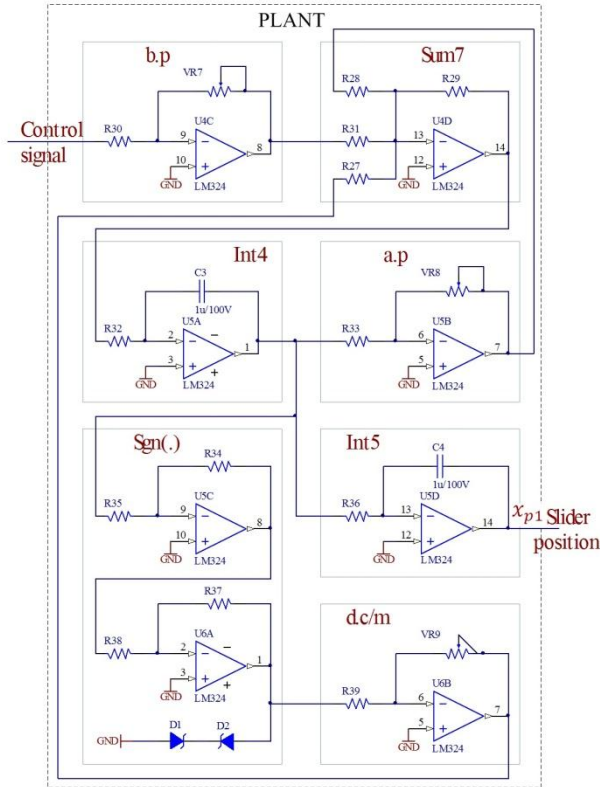 PLANT
b.p
VR7
R30
U4C
9
8
10
GND
LM324
Control
signal
Sum7
R28
R29
R31
U4D
13
14
12
R27
GND
LM324
Int4
C3
1u/100V
R32
U5A
2
1
3
GND
LM324
a.p
VR8
R33
U5B
6
7
5
GND
LM324
Sgn(.)
R34
R35
U5C
9
8
10
GND
LM324
R37
R38
U6A
2
1
3
GND
LM324
D1
D2
GND
Int5
C4
1u/100V
R36
U5D
13
14
12
GND
LM324
xp1 Slider
position
d.c/m
VR9
R39
U6B
6
7
5
GND
LM324